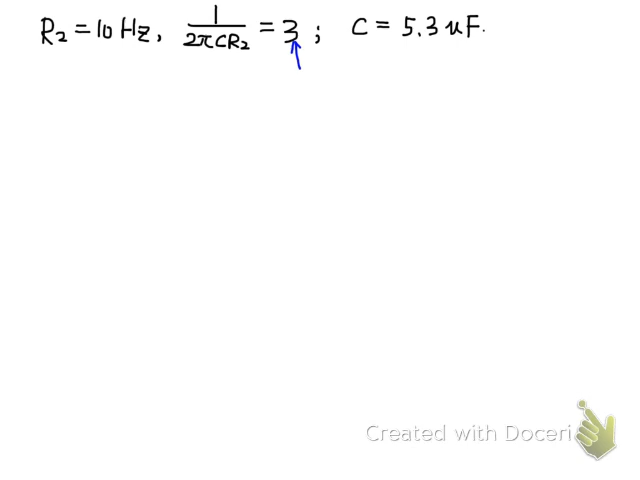 R₂ = 10 Hz, 1/(2πCR₂) = 3 ; C = 5.3 uF.
Created with Doceri